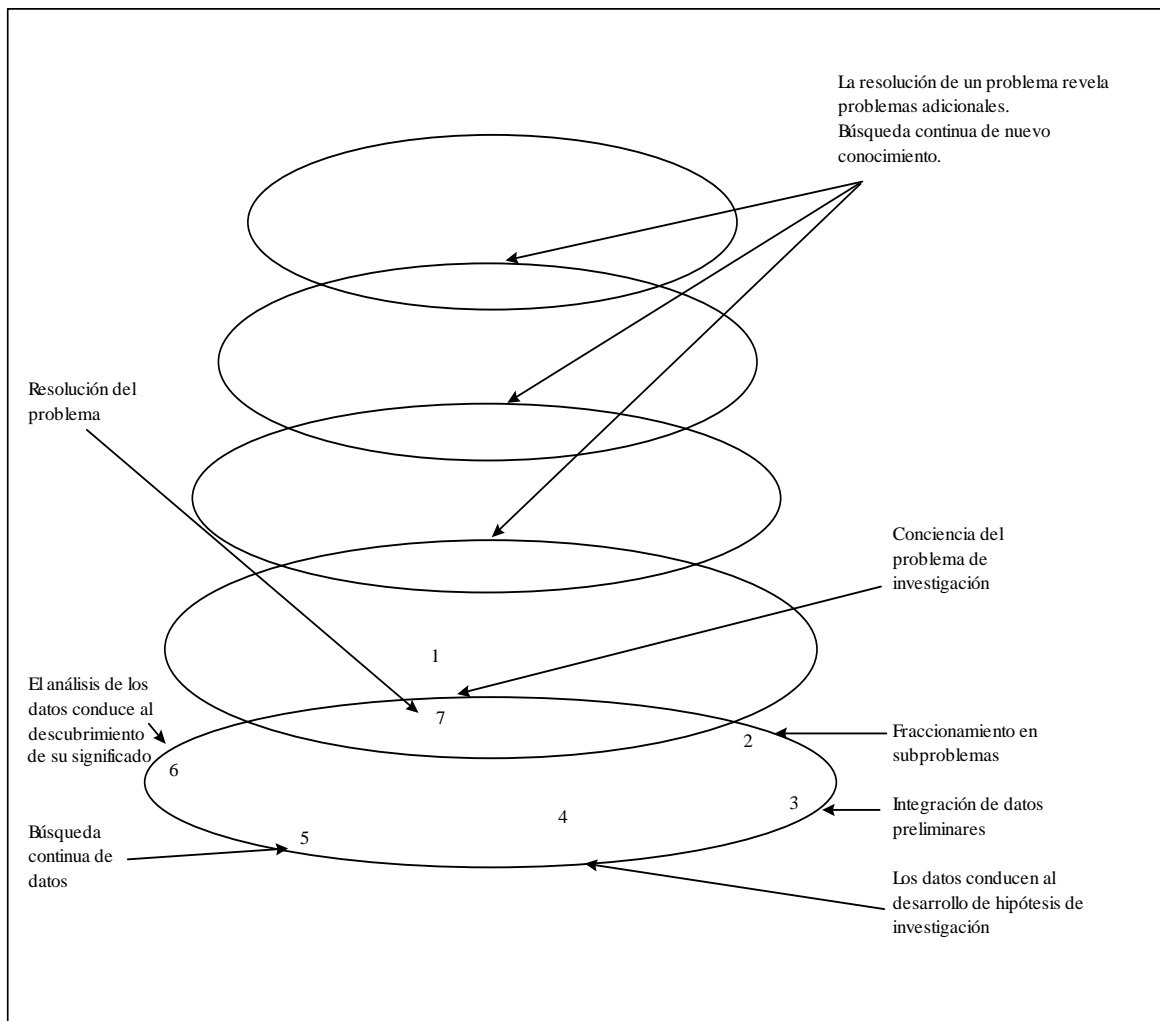 La resolución de un problema revela
problemas adicionales.
Búsqueda continua de nuevo
conocimiento.
Resolución del
problema
Conciencia del
problema de
investigación
1
El análisis de los
datos conduce al
descubrimiento
de su significado
7
2
Fraccionamiento en
subproblemas
6
3
Integración de datos
preliminares
4
5
Búsqueda
continua de
datos
Los datos conducen al
desarrollo de hipótesis de
investigación